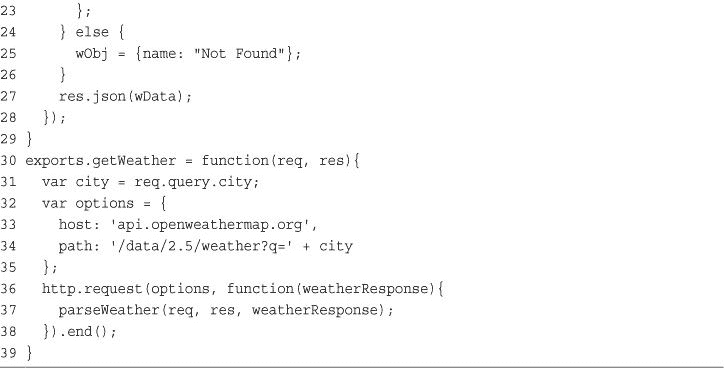 23       };
24     } else {
25       wObj = {name: "Not Found"};
26     }
27     res.json(wData);
28   });
29 }
30 exports.getWeather = function(req, res){
31   var city = req.query.city;
32   var options = {
33     host: 'api.openweathermap.org',
34     path: '/data/2.5/weather?q=' + city
35   };
36   http.request(options, function(weatherResponse){
37     parseWeather(req, res, weatherResponse);
38   }).end();
39 }